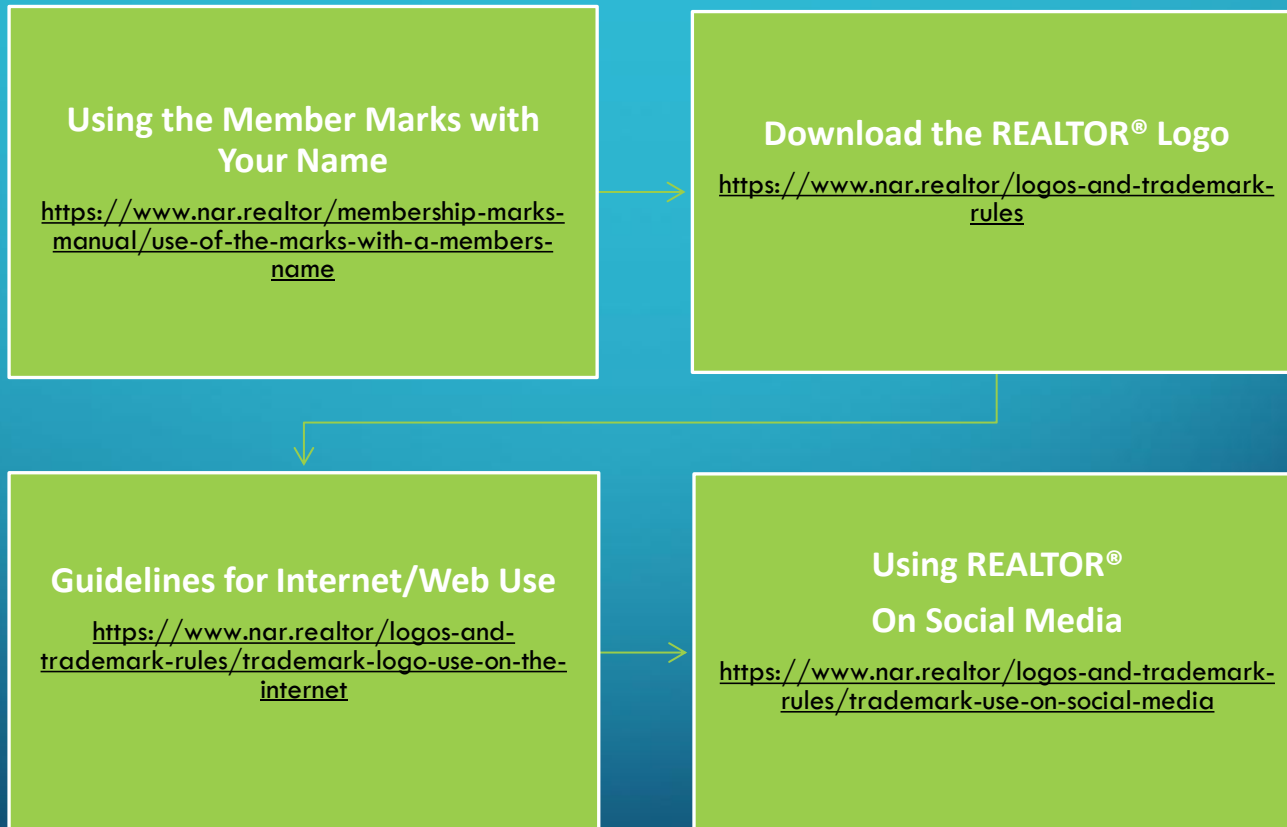 Using the Member Marks with
Your Name
https://www.nar.realtor/membership-marks-
manual/use-of-the-marks-with-a-members-
name
Download the REALTOR® Logo
https://www.nar.realtor/logos-and-trademark-
rules
Guidelines for Internet/Web Use
https://www.nar.realtor/logos-and-
trademark-rules/trademark-logo-use-on-the-
internet
Using REALTOR®
On Social Media
https://www.nar.realtor/logos-and-trademark-
rules/trademark-use-on-social-media